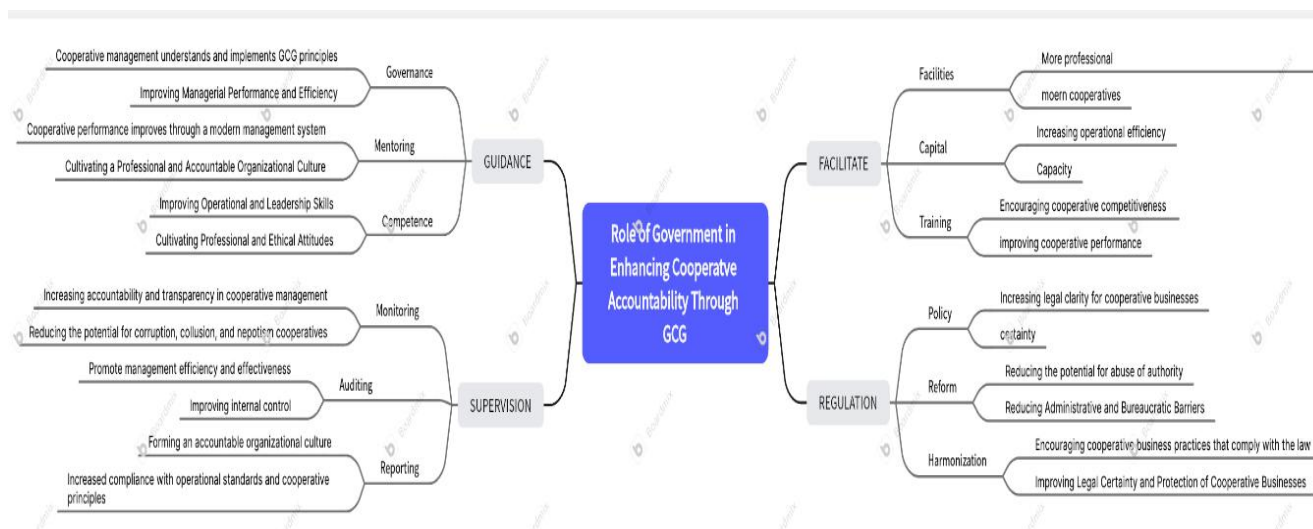 Role of Government in
Enhancing Cooperatve
Accountability Through
GCG
GUIDANCE
Governance
Cooperative management understands and implements GCG principles
Improving Managerial Performance and Efficiency
Mentoring
Cooperative performance improves through a modern management system
Cultivating a Professional and Accountable Organizational Culture
Competence
Improving Operational and Leadership Skills
Cultivating Professional and Ethical Attitudes
SUPERVISION
Monitoring
Increasing accountability and transparency in cooperative management
Reducing the potential for corruption, collusion, and nepotism cooperatives
Auditing
Promote management efficiency and effectiveness
Improving internal control
Reporting
Forming an accountable organizational culture
Increased compliance with operational standards and cooperative
principles
FACILITATE
Facilities
More professional
moern cooperatives
Capital
Increasing operational efficiency
Capacity
Training
Encouraging cooperative competitiveness
improving cooperative performance
REGULATION
Policy
Increasing legal clarity for cooperative businesses
certainty
Reform
Reducing the potential for abuse of authority
Reducing Administrative and Bureaucratic Barriers
Harmonization
Encouraging cooperative business practices that comply with the law
Improving Legal Certainty and Protection of Cooperative Businesses
Boardmix